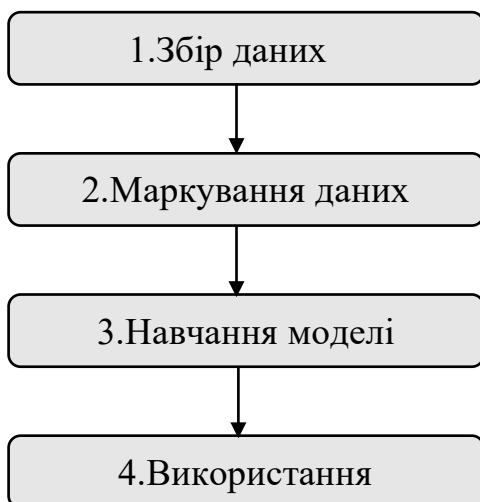 1.Збір даних
2.Маркування даних
3.Навчання моделі
4.Використання